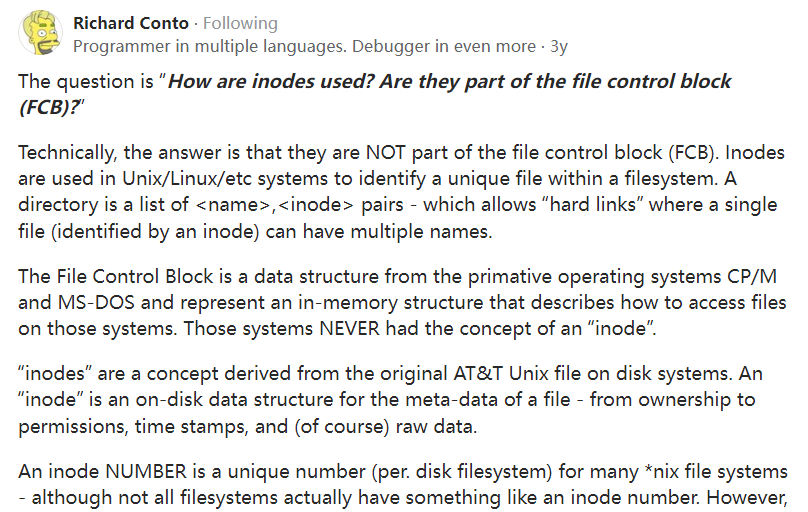 Richard Conto · Following
Programmer in multiple languages. Debugger in even more · 3y
The question is “How are inodes used? Are they part of the file control block
(FCB)?”
Technically, the answer is that they are NOT part of the file control block (FCB). Inodes
are used in Unix/Linux/etc systems to identify a unique file within a filesystem. A
directory is a list of <name>,<inode> pairs - which allows “hard links” where a single
file (identified by an inode) can have multiple names.
The File Control Block is a data structure from the primative operating systems CP/M
and MS-DOS and represent an in-memory structure that describes how to access files
on those systems. Those systems NEVER had the concept of an “inode”.
“inodes” are a concept derived from the original AT&T Unix file on disk systems. An
“inode” is an on-disk data structure for the meta-data of a file - from ownership to
permissions, time stamps, and (of course) raw data.
An inode NUMBER is a unique number (per. disk filesystem) for many *nix file systems
- although not all filesystems actually have something like an inode number. However,